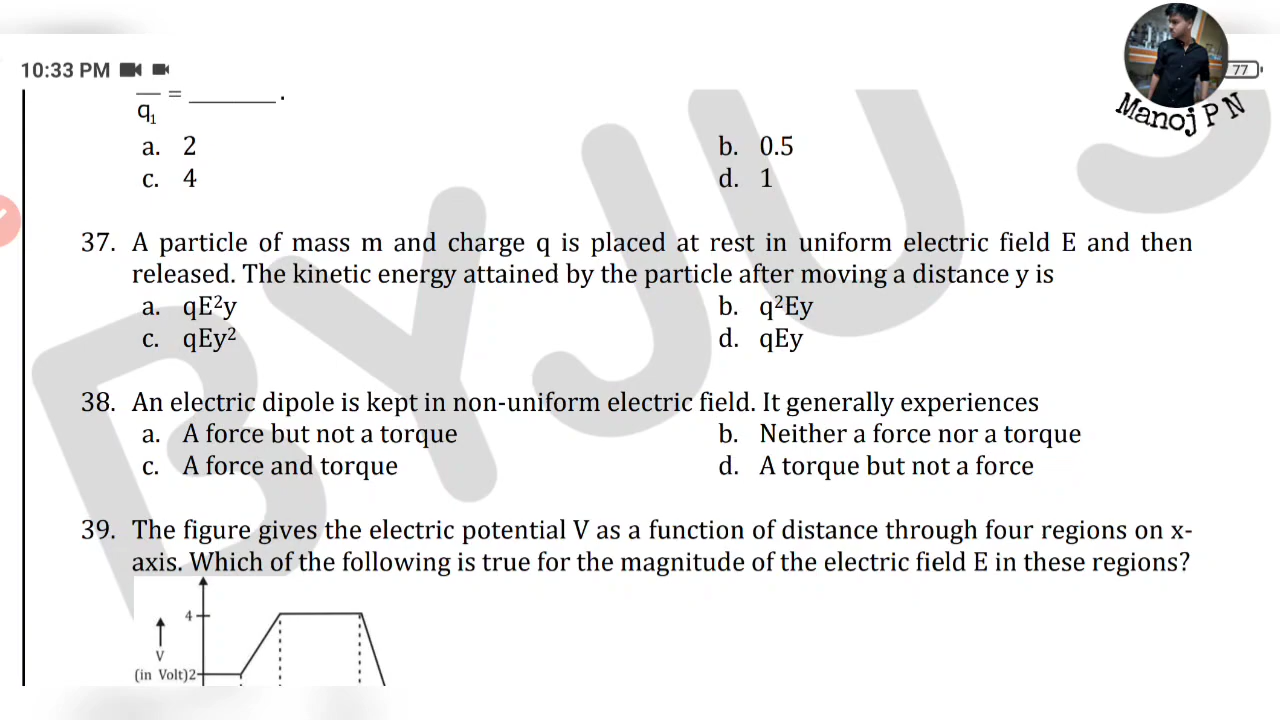 10:33 PM
77
Manoj P N
BYJU'S
q₁ = ________ .
a. 2
b. 0.5
c. 4
d. 1
37. A particle of mass m and charge q is placed at rest in uniform electric field E and then
released. The kinetic energy attained by the particle after moving a distance y is
a. qE²y
b. q²Ey
c. qEy²
d. qEy
38. An electric dipole is kept in non-uniform electric field. It generally experiences
a. A force but not a torque
b. Neither a force nor a torque
c. A force and torque
d. A torque but not a force
39. The figure gives the electric potential V as a function of distance through four regions on x-
axis. Which of the following is true for the magnitude of the electric field E in these regions?
4
V
(in Volt)2